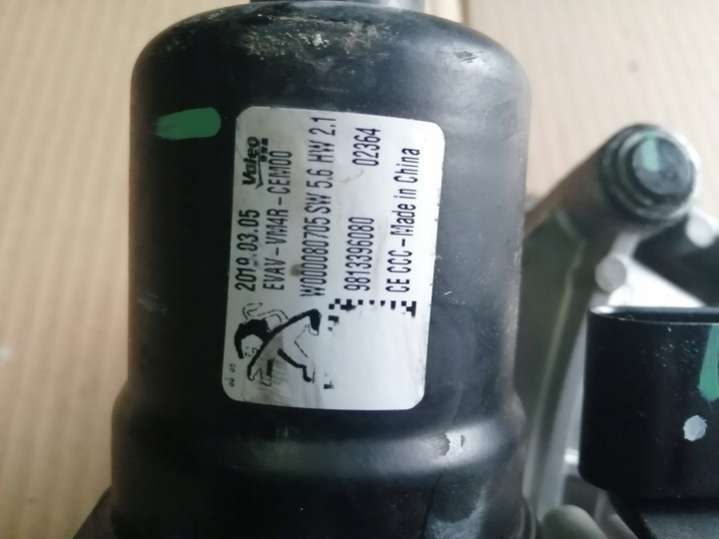 Valeo
2019.03.05
EVAV-VM4R-CEM00
W000080705 SW 5.6 HW 2.1
9813396080 02364
CE CCC-Made in China